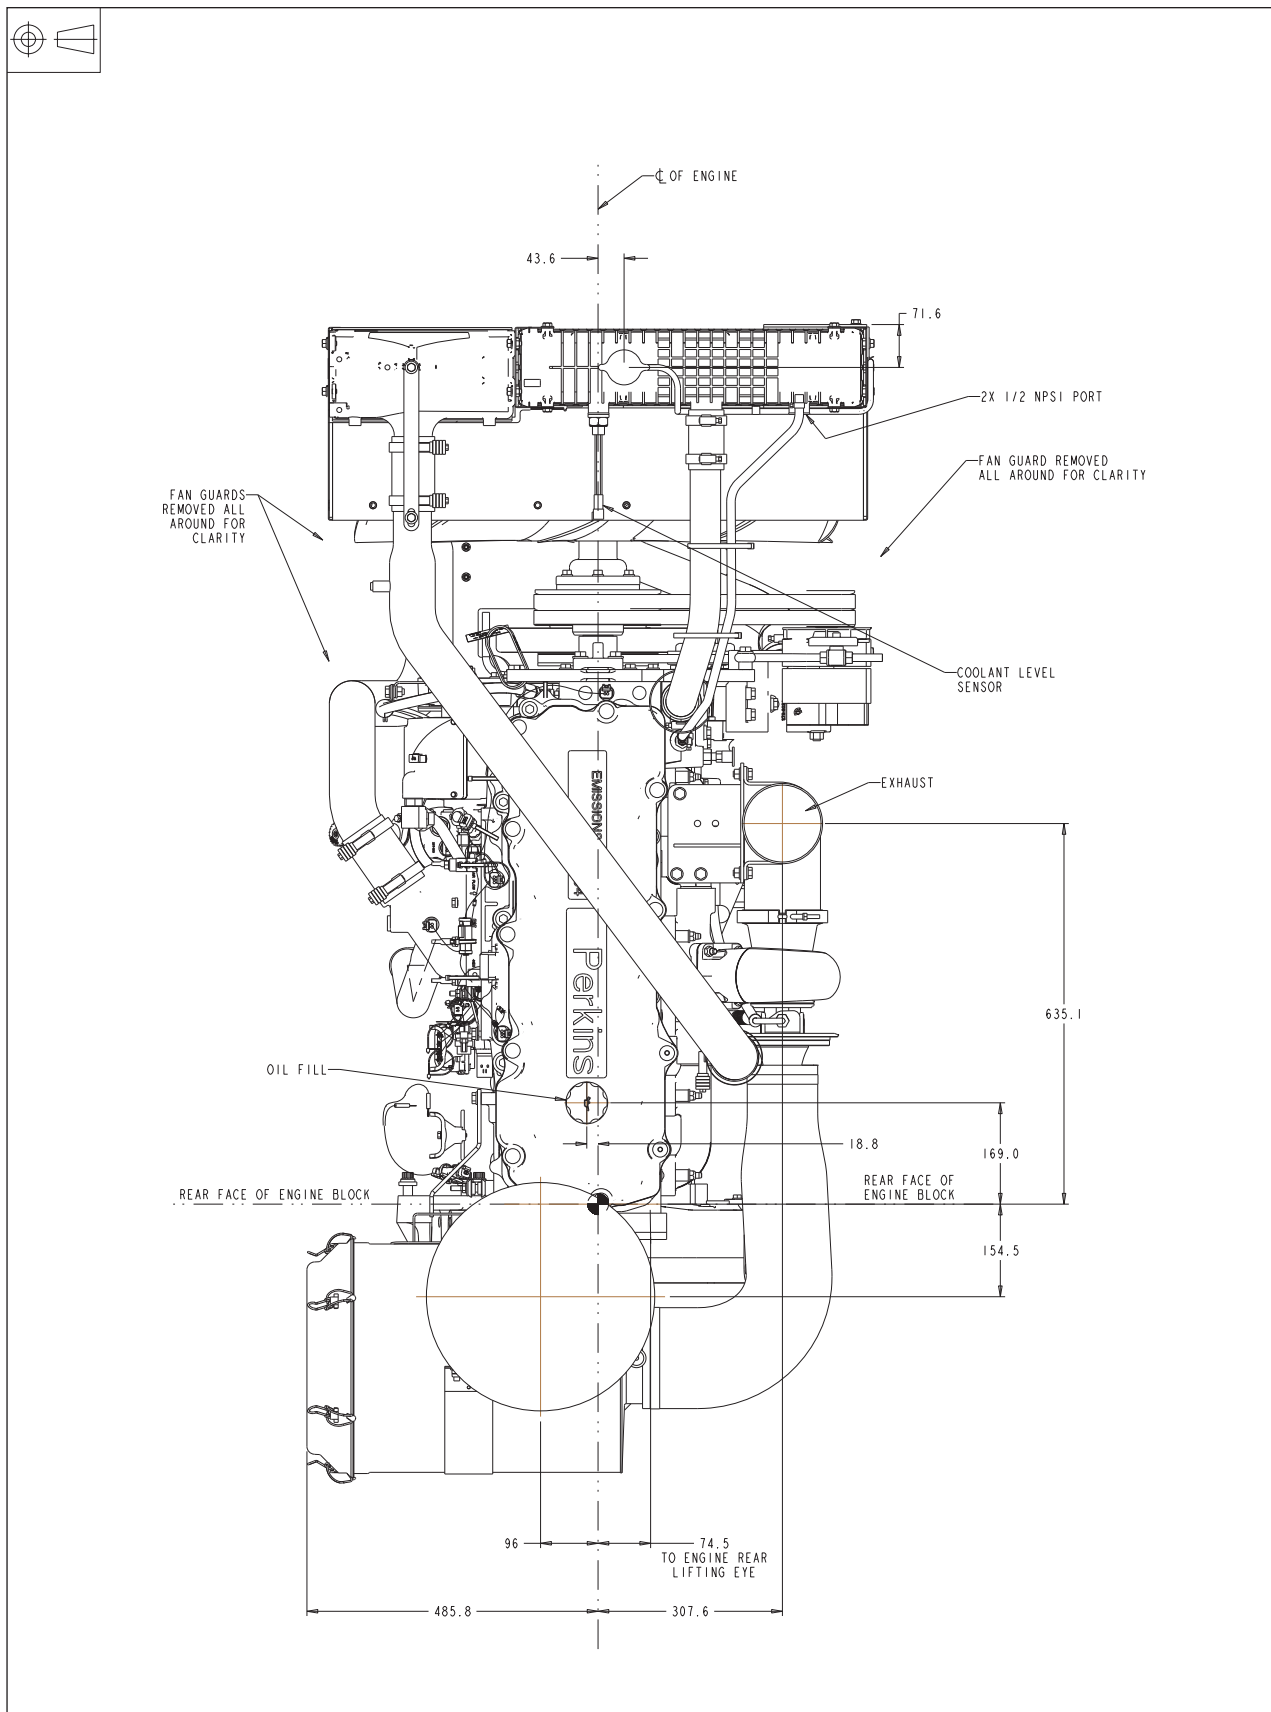 ℄ OF ENGINE
43.6
71.6
2X 1/2 NPSI PORT
FAN GUARD REMOVED
ALL AROUND FOR CLARITY
FAN GUARDS
REMOVED ALL
AROUND FOR
CLARITY
COOLANT LEVEL
SENSOR
EXHAUST
EMISSIONS
4
Perkins
635.1
OIL FILL
18.8
169.0
REAR FACE OF ENGINE BLOCK
REAR FACE OF
ENGINE BLOCK
154.5
96
74.5
TO ENGINE REAR
LIFTING EYE
485.8
307.6